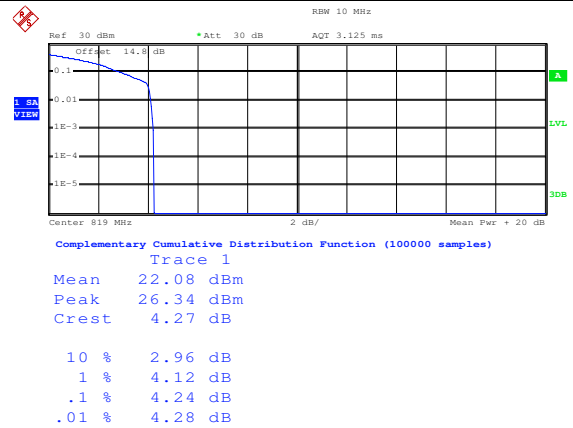 RBW 10 MHz
Ref 30 dBm *Att 30 dB AQT 3.125 ms
Offset 14.8 dB
0.1
A
1 SA
0.01
VIEW
1E-3
LVL
1E-4
1E-5
3DB
Center 819 MHz 2 dB/ Mean Pwr + 20 dB
Complementary Cumulative Distribution Function (100000 samples)
Trace 1
Mean 22.08 dBm
Peak 26.34 dBm
Crest 4.27 dB
10 % 2.96 dB
1 % 4.12 dB
.1 % 4.24 dB
.01 % 4.28 dB